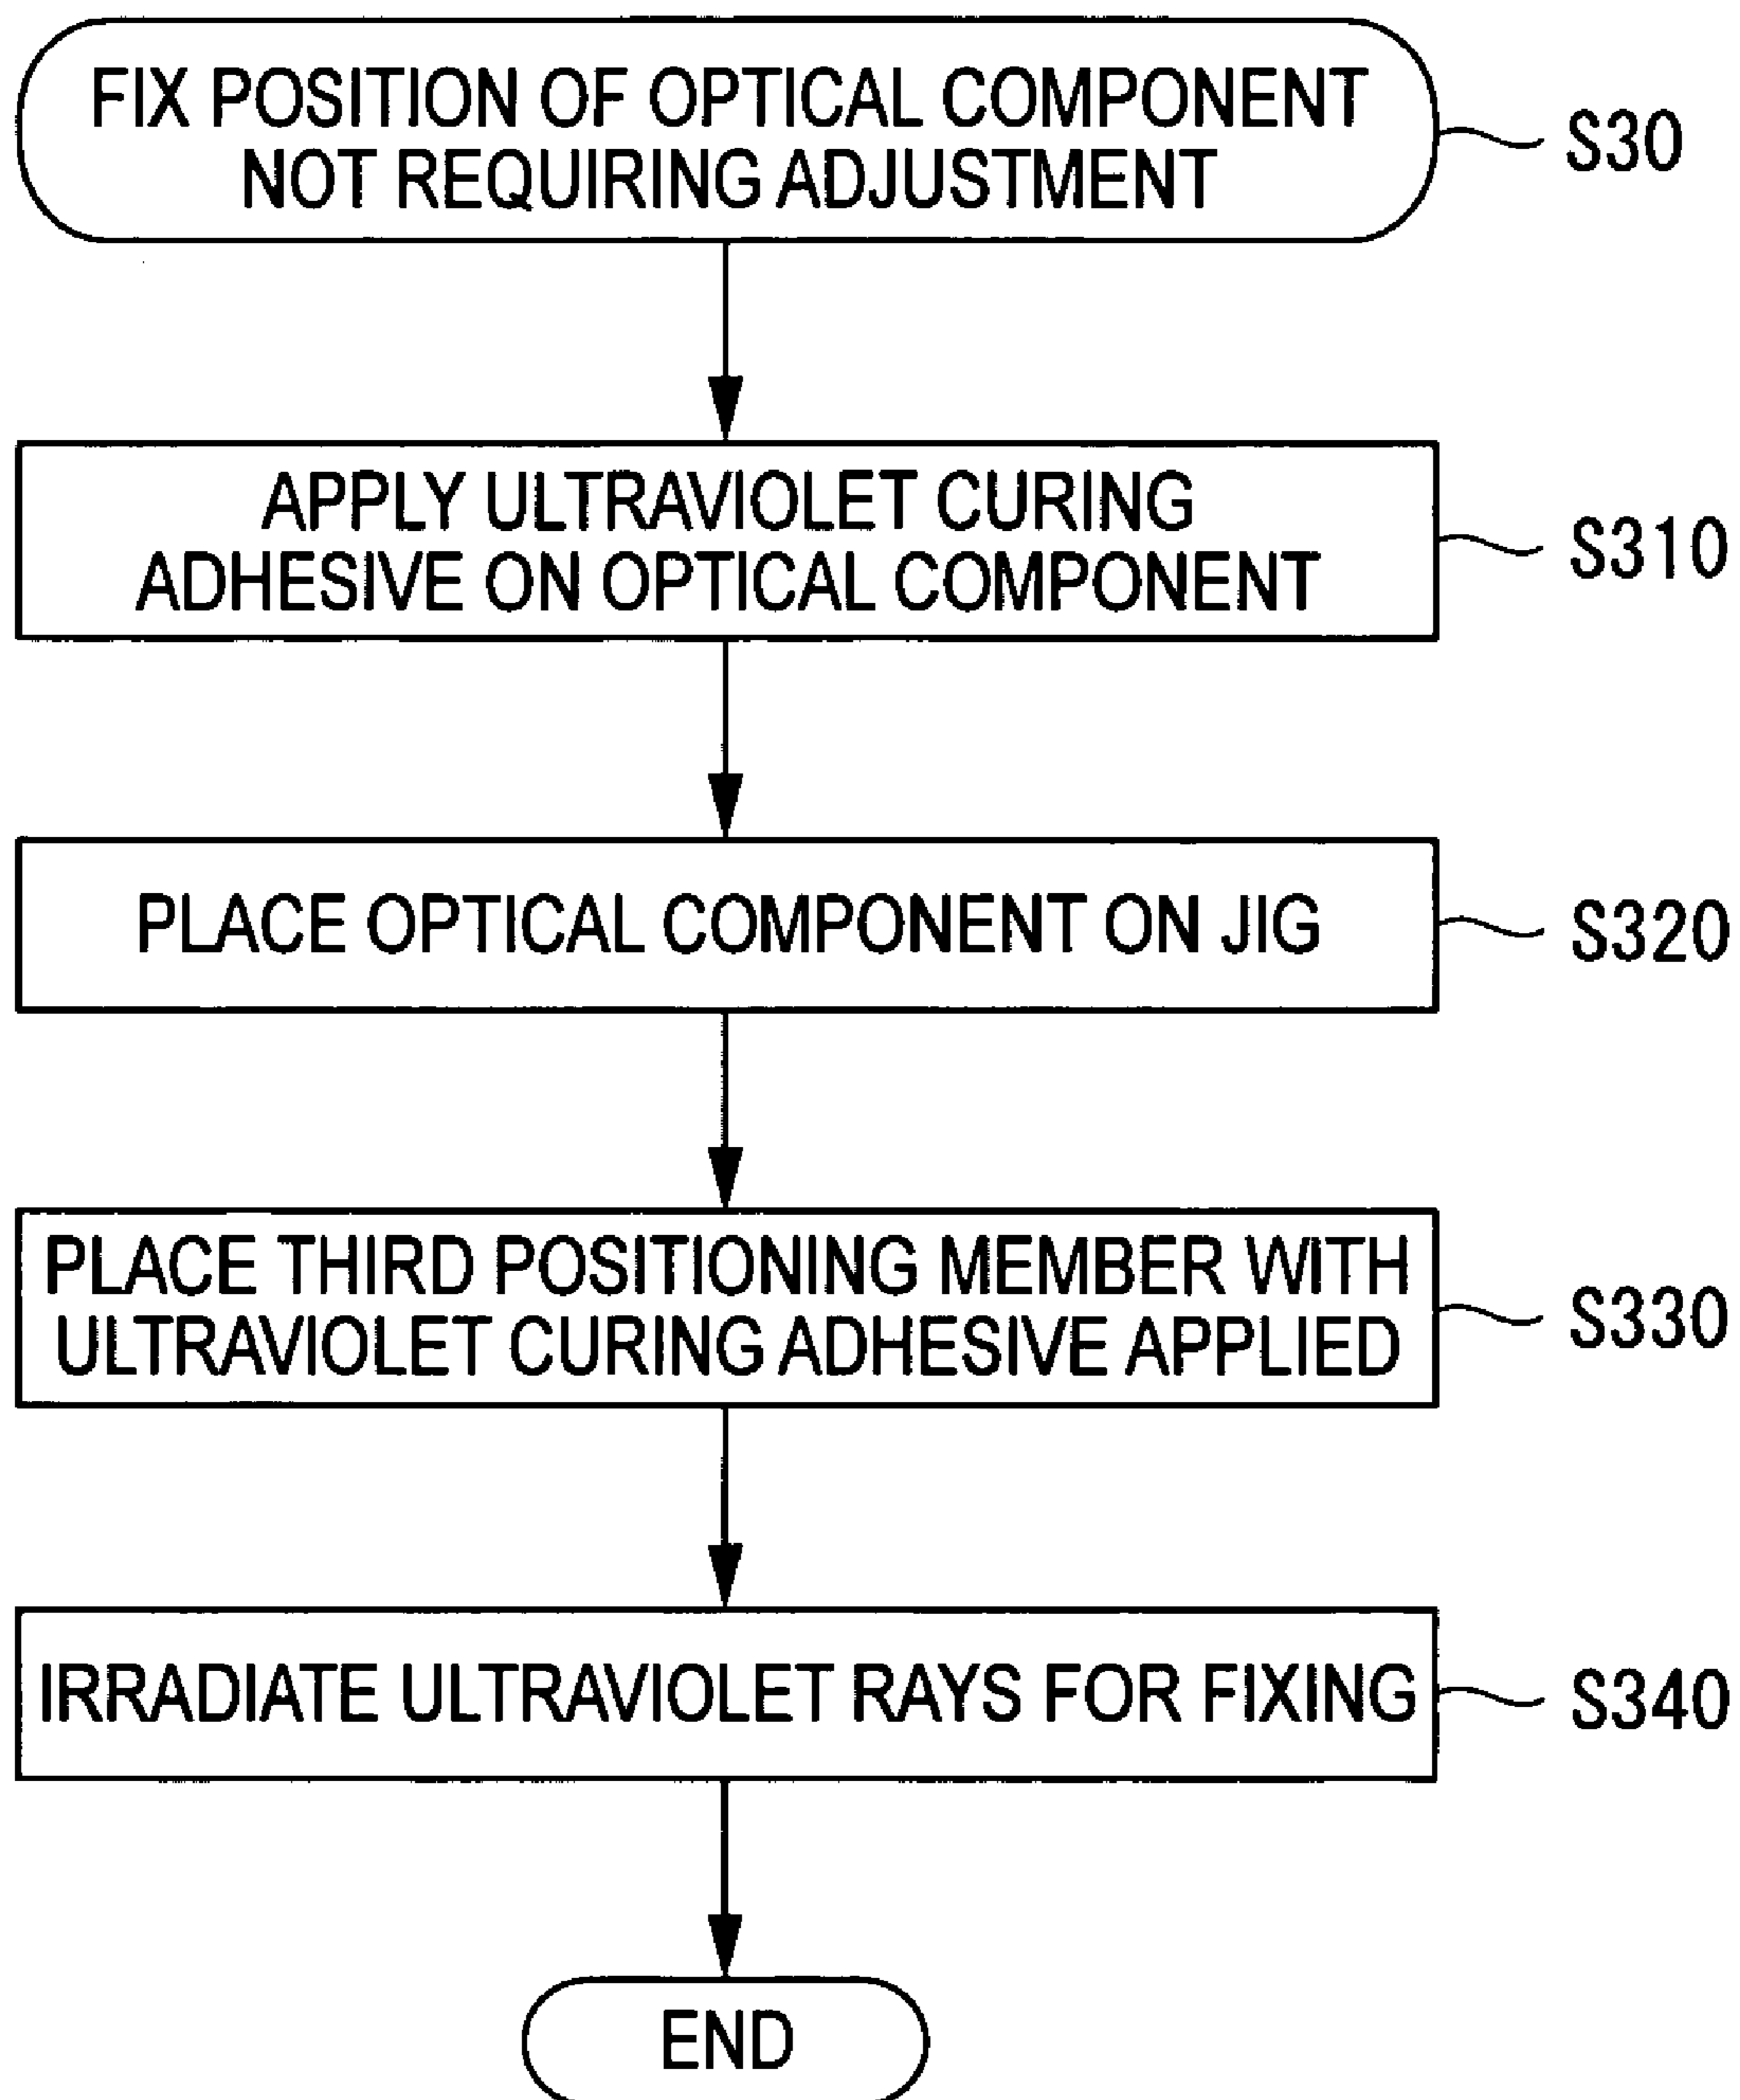 FIX POSITION OF OPTICAL COMPONENT
NOT REQUIRING ADJUSTMENT
S30
APPLY ULTRAVIOLET CURING
ADHESIVE ON OPTICAL COMPONENT
S310
PLACE OPTICAL COMPONENT ON JIG
S320
PLACE THIRD POSITIONING MEMBER WITH
ULTRAVIOLET CURING ADHESIVE APPLIED
S330
IRRADIATE ULTRAVIOLET RAYS FOR FIXING
S340
END